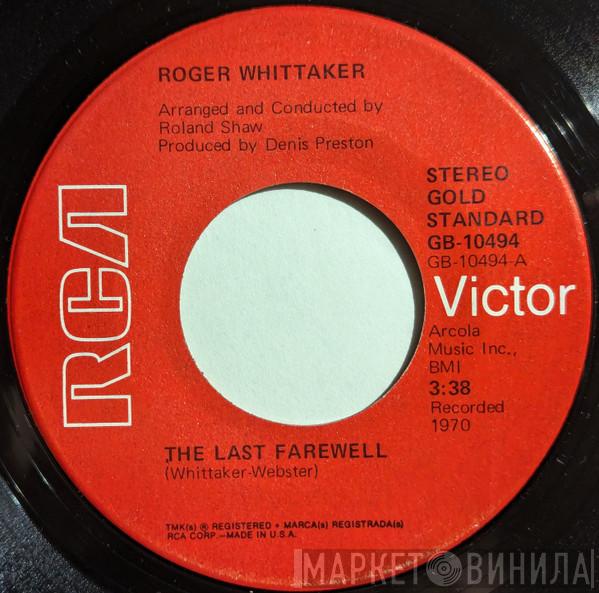 ROGER WHITTAKER
Arranged and Conducted by
Roland Shaw
Produced by Denis Preston
STEREO
GOLD
STANDARD
GB-10494
GB-10494-A
RCA
Victor
Arcola
Music Inc.,
BMI
3:38
Recorded
1970
THE LAST FAREWELL
(Whittaker-Webster)
TMK(s) ® REGISTERED • MARCA(s) REGISTRADA(s)
RCA CORP.—MADE IN U.S.A.
МАРКЕТ ВИНИЛА